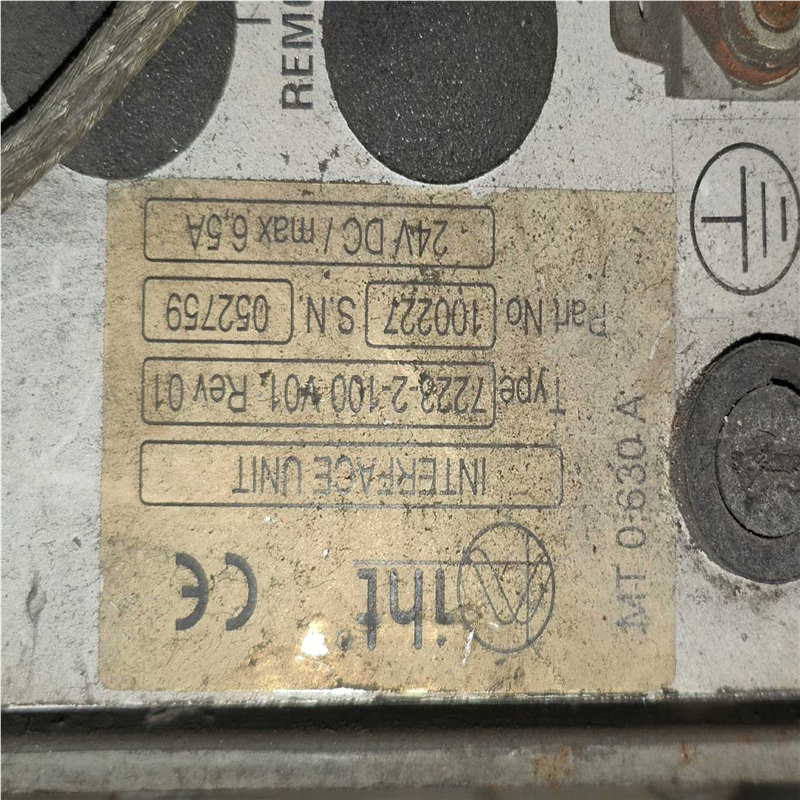 iht CE
INTERFACE UNIT
Type 7223-2-100 V01, Rev 01
Part No. 100227 S.N. 052759
24V DC / max 6,5A
MT 0.630 A
REMO